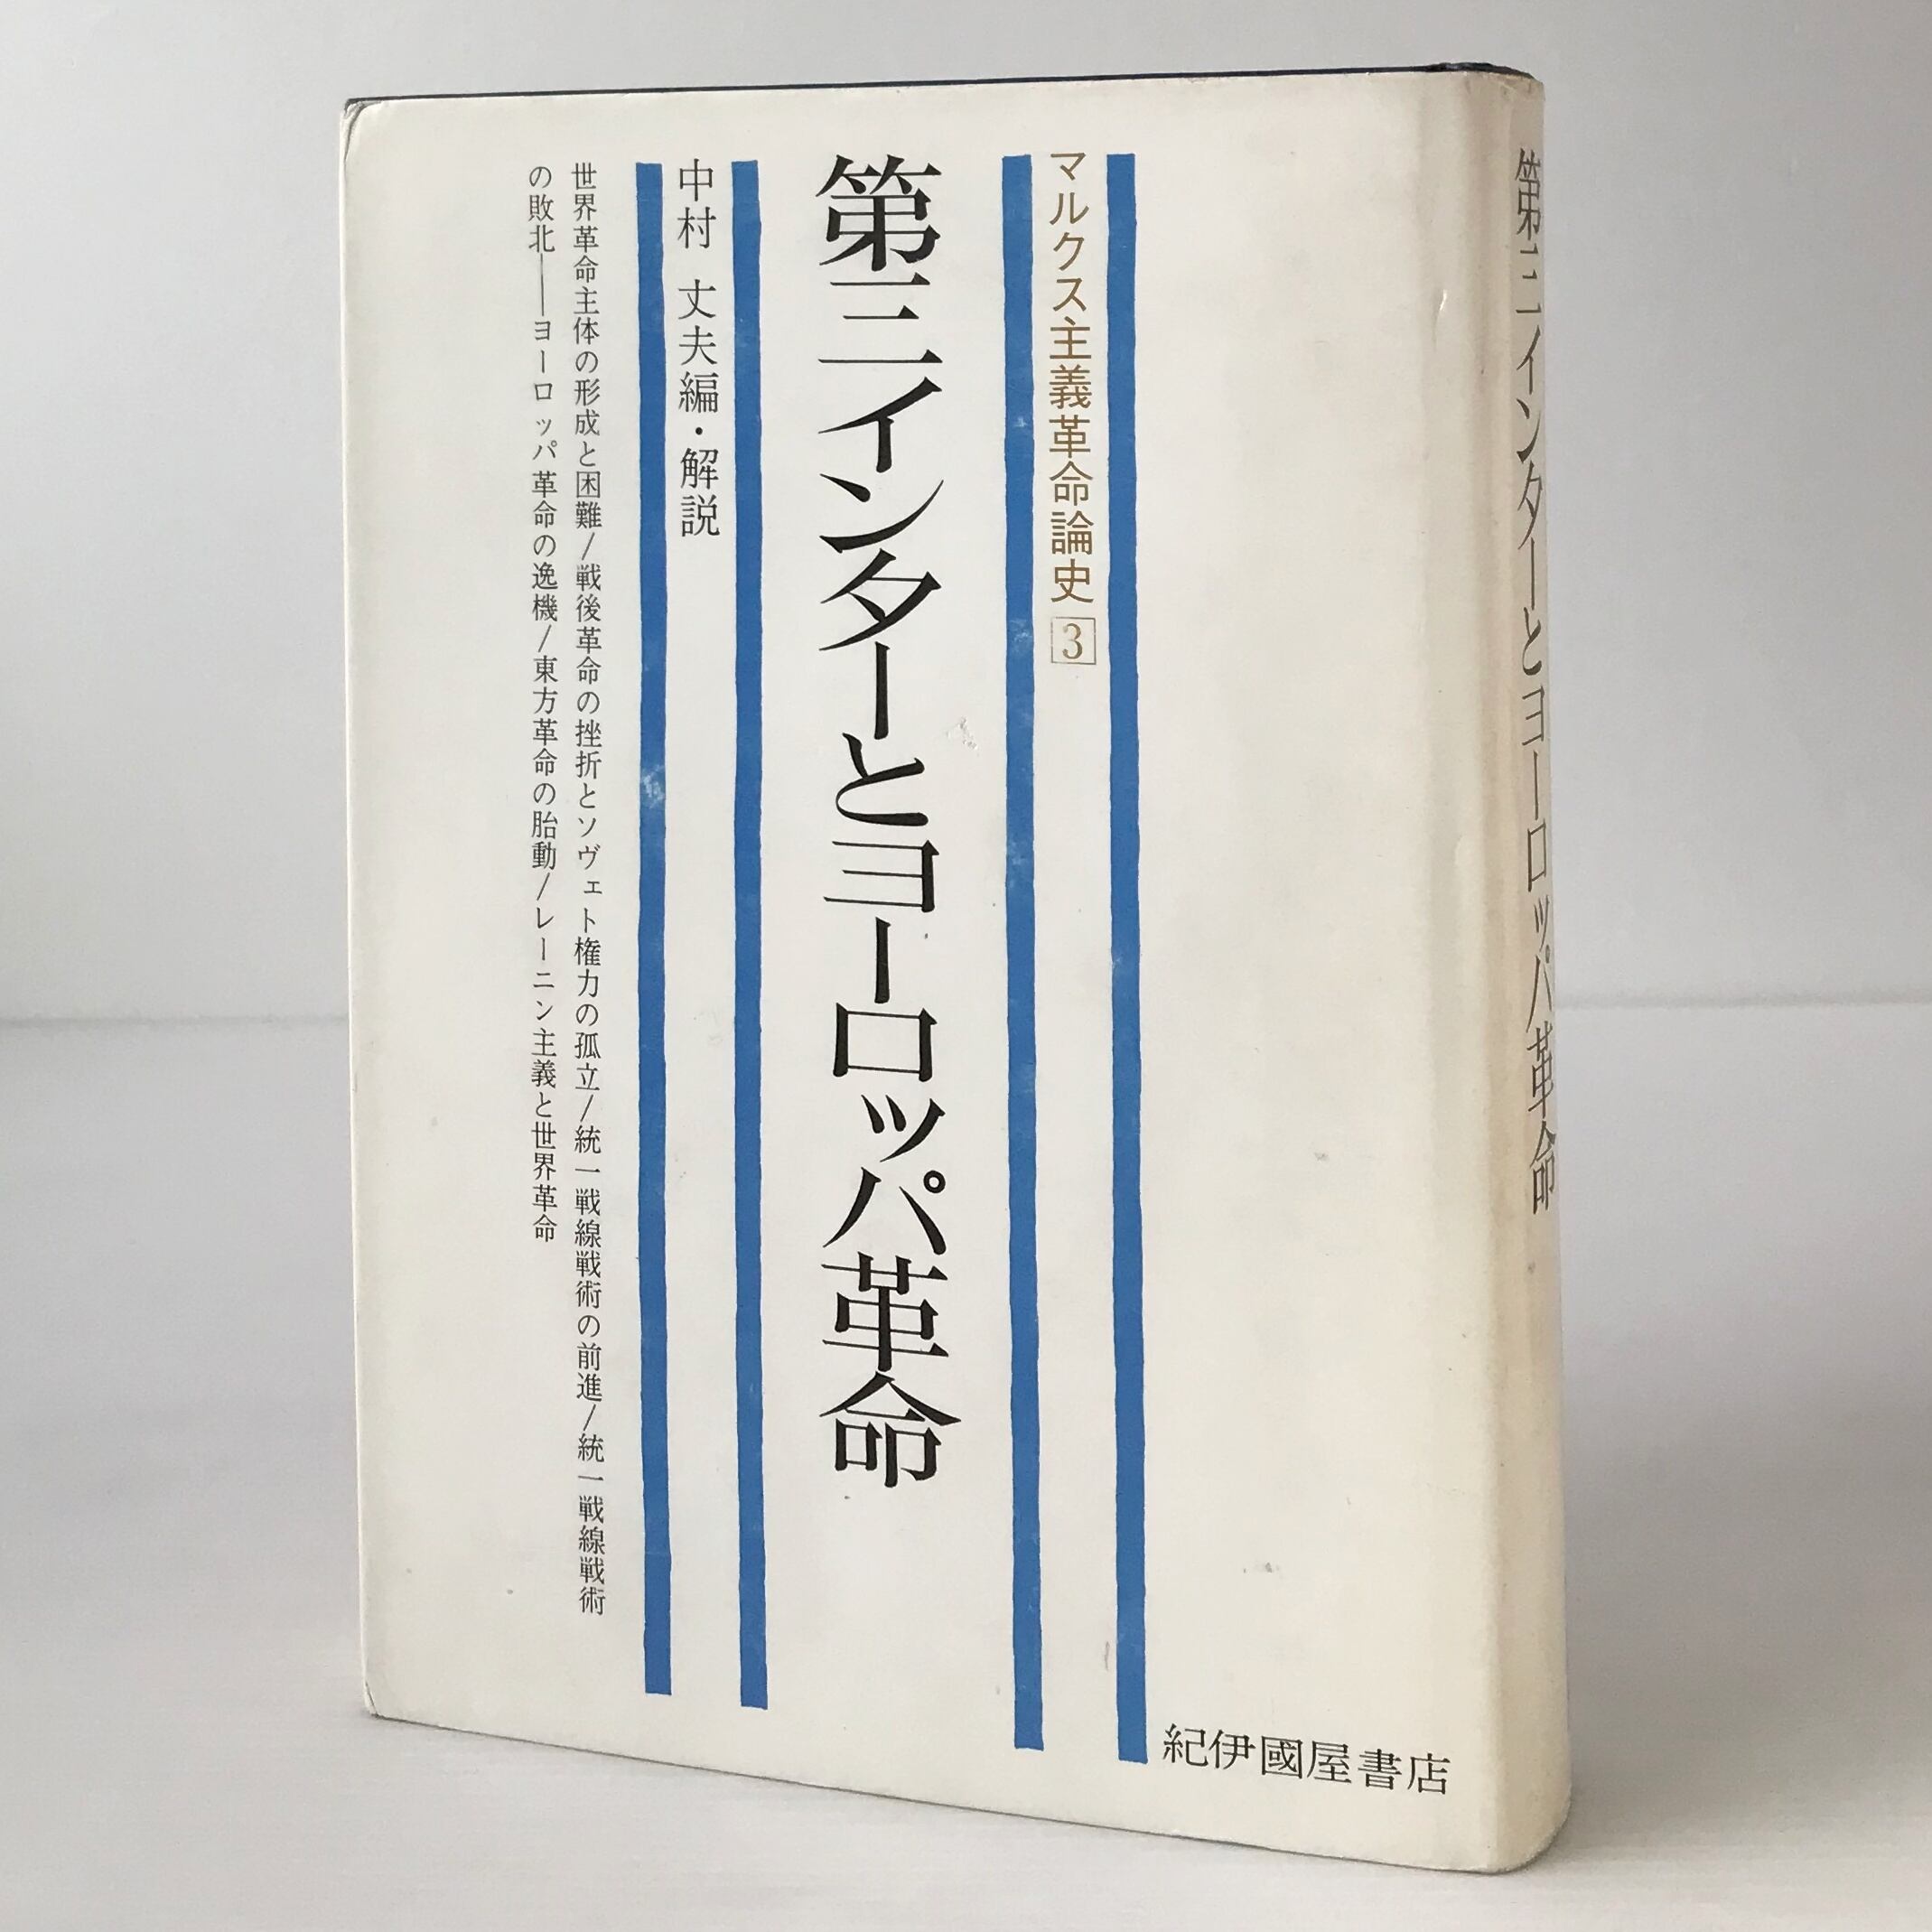 マルクス主義革命論史 3
第三インターとヨーロッパ革命
中村 丈夫編・解説
世界革命主体の形成と困難/戦後革命の挫折とソヴェト権力の孤立/統一戦線戦術の前進/統一戦線戦術
の敗北――ヨーロッパ革命の逸機/東方革命の胎動/レーニン主義と世界革命
紀伊國屋書店
第三インターとヨーロッパ革命